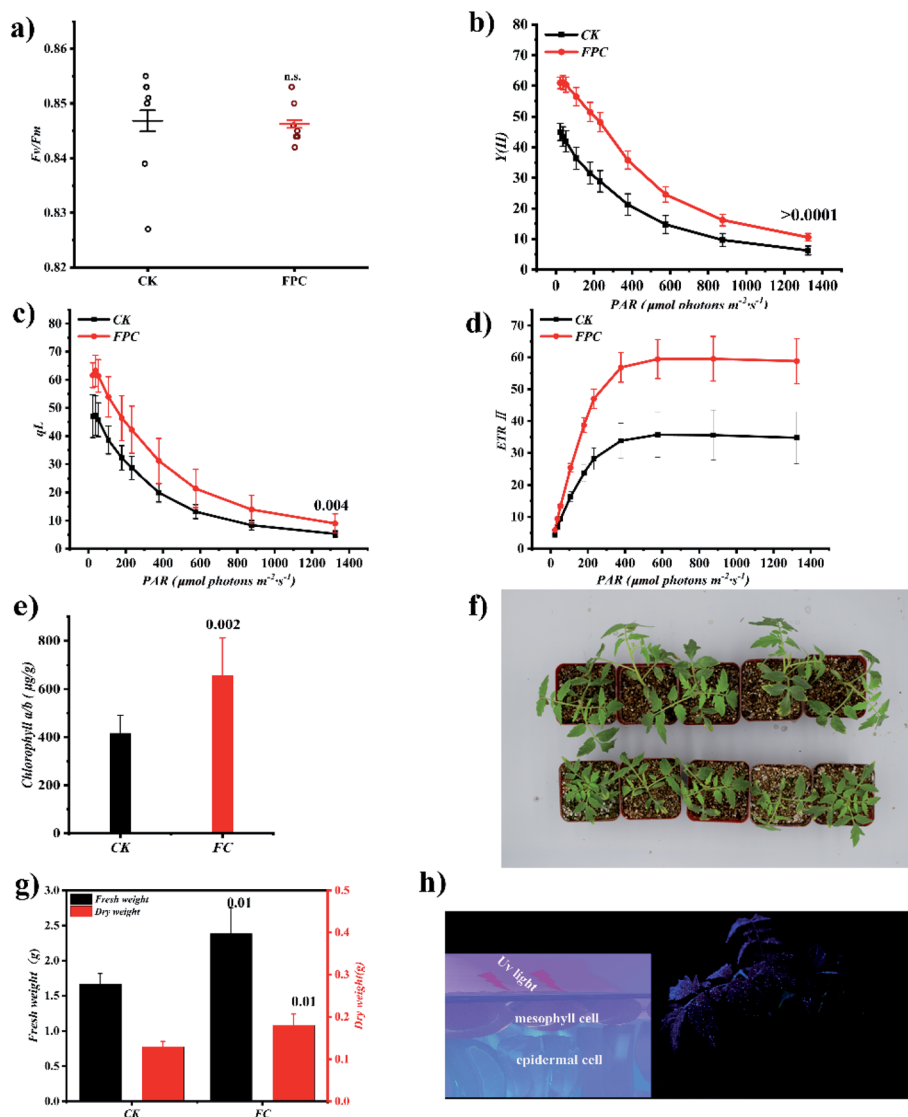 a)
0.86
0.85
0.84
0.83
0.82
Fv/Fm
n.s.
CK
FPC
b)
CK
FPC
80
70
60
50
40
30
20
10
0
Y(II)
>0.0001
0 200 400 600 800 1000 1200 1400
PAR (μmol photons m⁻²·s⁻¹)
c)
CK
FPC
80
70
60
50
40
30
20
10
0
qL
0.004
0 200 400 600 800 1000 1200 1400
PAR (μmol photons m⁻²·s⁻¹)
d)
CK
FPC
70
60
50
40
30
20
10
0
ETR Ⅱ
0 200 400 600 800 1000 1200 1400
PAR (μmol photons m⁻²·s⁻¹)
e)
800
600
400
200
0
Chlorophyll a/b ( μg/g)
0.002
CK
FC
f)
g)
Fresh weight
Dry weight
3.0
2.5
2.0
1.5
1.0
0.5
0.0
Fresh weight (g)
0.01
0.01
0.5
0.4
0.3
0.2
0.1
0.0
Dry weight(g)
CK
FC
h)
Uv light
mesophyll cell
epidermal cell